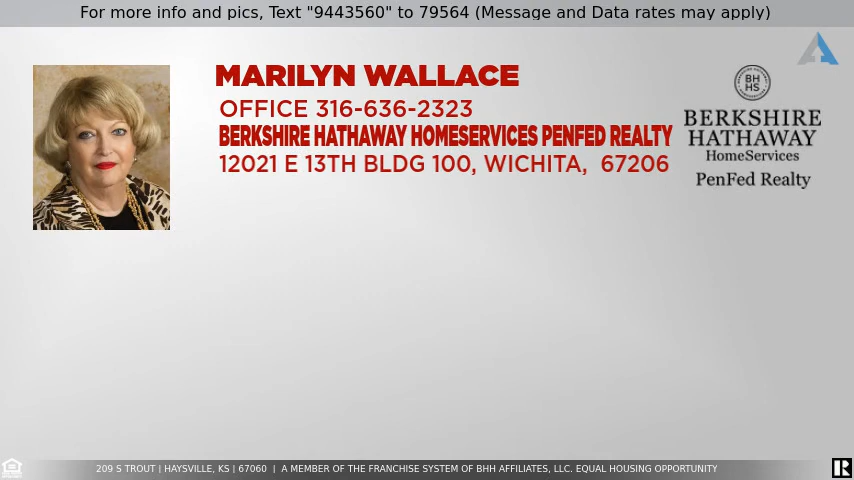 For more info and pics, Text "9443560" to 79564 (Message and Data rates may apply)
MARILYN WALLACE
OFFICE 316-636-2323
BERKSHIRE HATHAWAY HOMESERVICES PENFED REALTY
12021 E 13TH BLDG 100, WICHITA, 67206
BH
HS
BERKSHIRE
HATHAWAY
HomeServices
PenFed Realty
209 S TROUT | HAYSVILLE, KS | 67060 | A MEMBER OF THE FRANCHISE SYSTEM OF BHH AFFILIATES, LLC. EQUAL HOUSING OPPORTUNITY